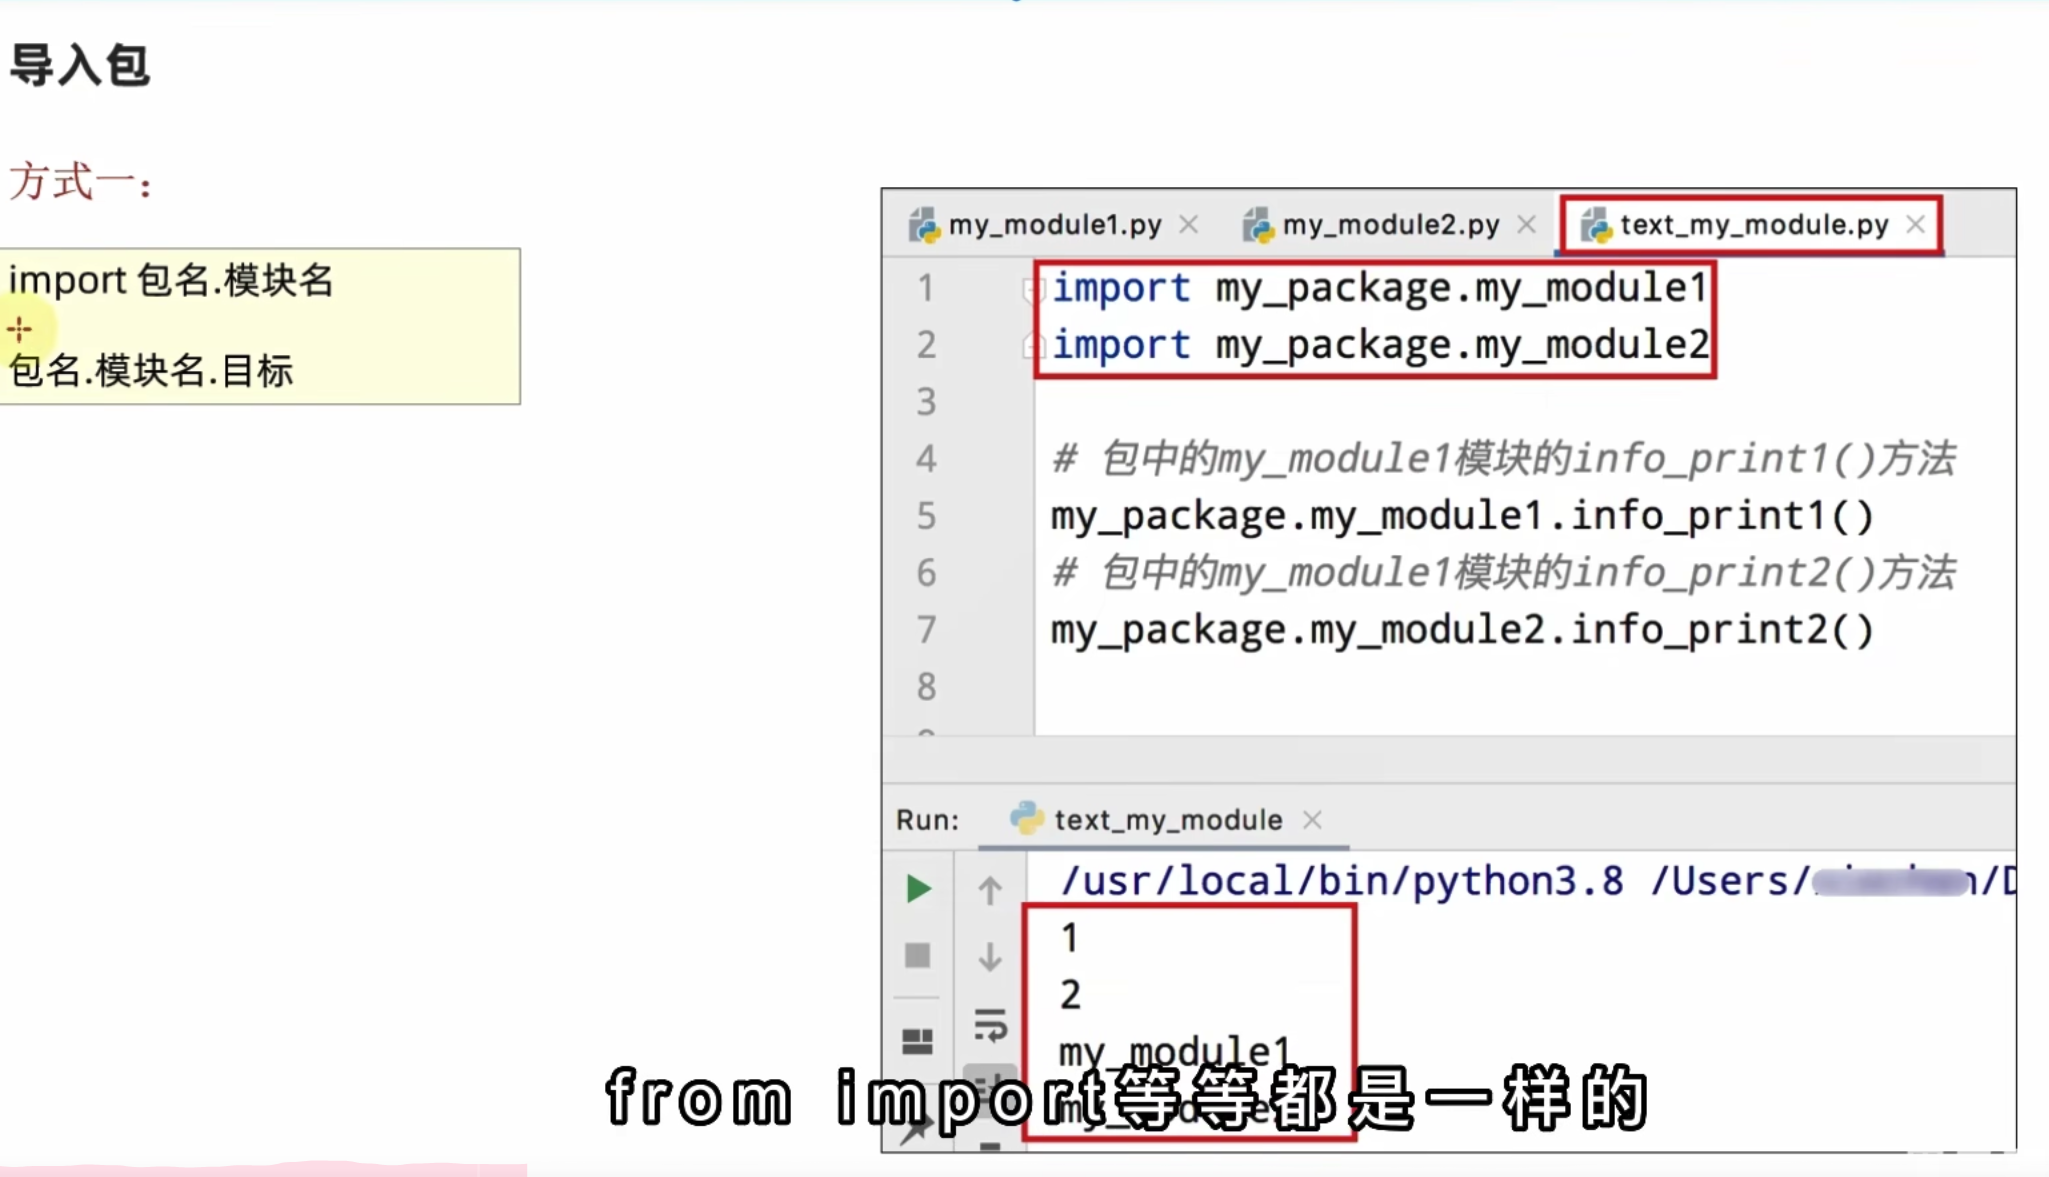 导入包
方式一：
import 包名.模块名
包名.模块名.目标
my_module1.py
my_module2.py
text_my_module.py
1 import my_package.my_module1
2 import my_package.my_module2
3
4 # 包中的my_module1模块的info_print1()方法
5 my_package.my_module1.info_print1()
6 # 包中的my_module1模块的info_print2()方法
7 my_package.my_module2.info_print2()
8
Run: text_my_module
/usr/local/bin/python3.8 /Users/
1
2
my_module1
from import等等都是一样的